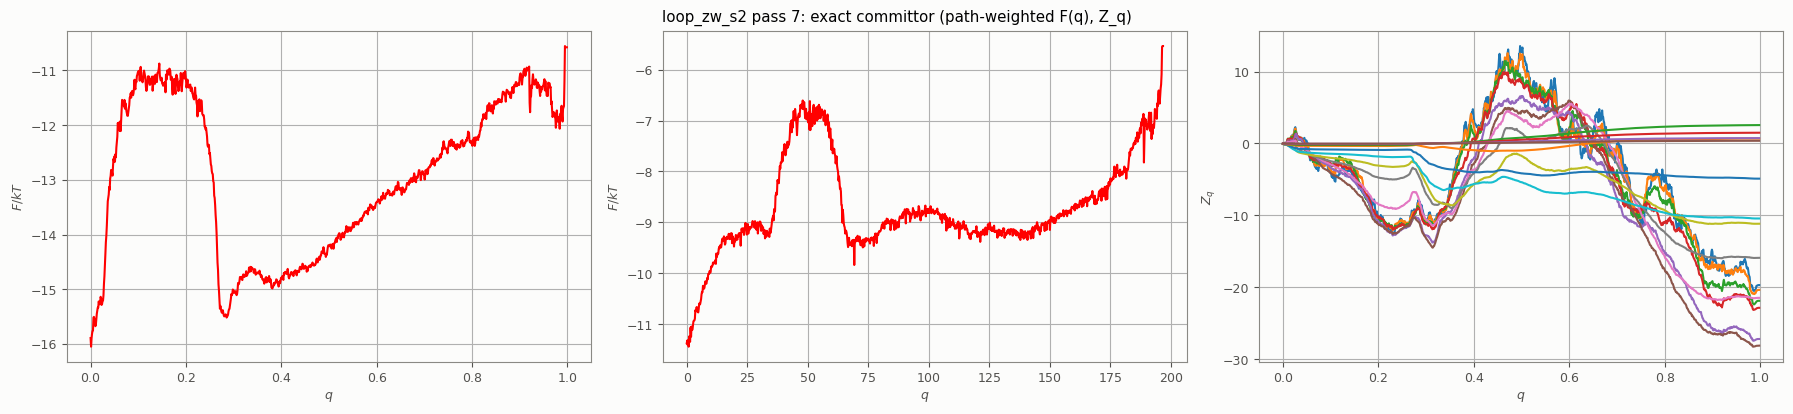 loop_zw_s2 pass 7: exact committor (path-weighted F(q), Z_q)
F/kT
−11
−12
−13
−14
−15
−16
0.0 0.2 0.4 0.6 0.8 1.0
q
F/kT
−6
−7
−8
−9
−10
−11
0 25 50 75 100 125 150 175 200
q
Z_q
10
0
−10
−20
−30
0.0 0.2 0.4 0.6 0.8 1.0
q